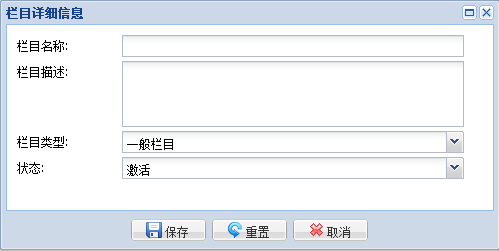 栏目详细信息
栏目名称:
栏目描述:
栏目类型: 一般栏目
状态: 激活
保存 重置 取消